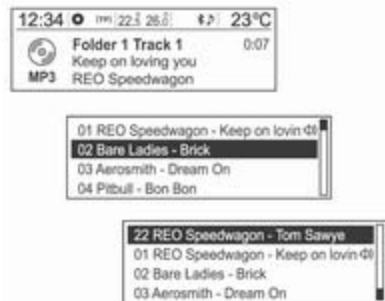 12:34 22.5 26.0 23°C
Folder 1 Track 1 0:07
Keep on loving you
MP3 REO Speedwagon
01 REO Speedwagon - Keep on lovin
02 Bare Ladies - Brick
03 Aerosmith - Dream On
04 Pitbull - Bon Bon
22 REO Speedwagon - Tom Sawye
01 REO Speedwagon - Keep on lovin
02 Bare Ladies - Brick
03 Aerosmith - Dream On